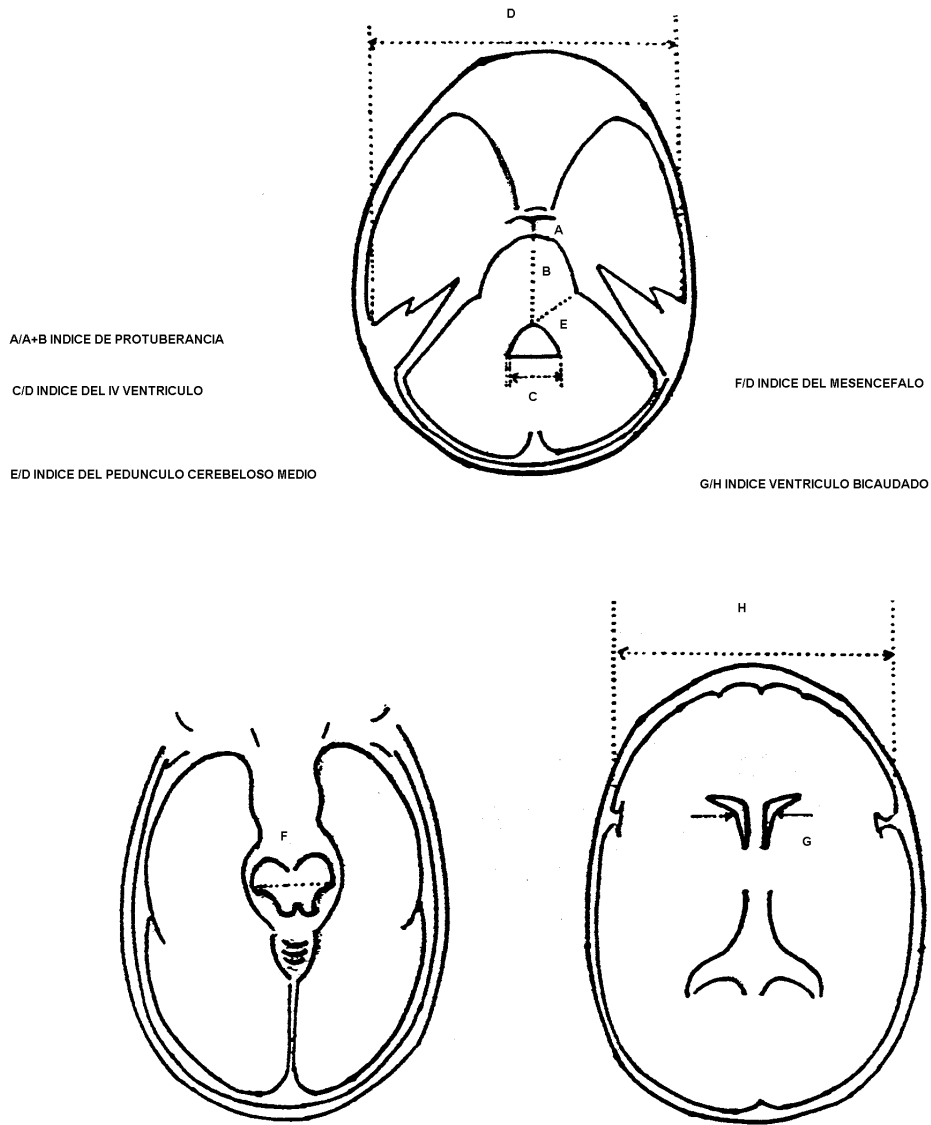 D
A
B
E
A/A+B INDICE DE PROTUBERANCIA
C/D INDICE DEL IV VENTRICULO
F/D INDICE DEL MESENCEFALO
C
E/D INDICE DEL PEDUNCULO CEREBELOSO MEDIO
G/H INDICE VENTRICULO BICAUDADO
H
F
G